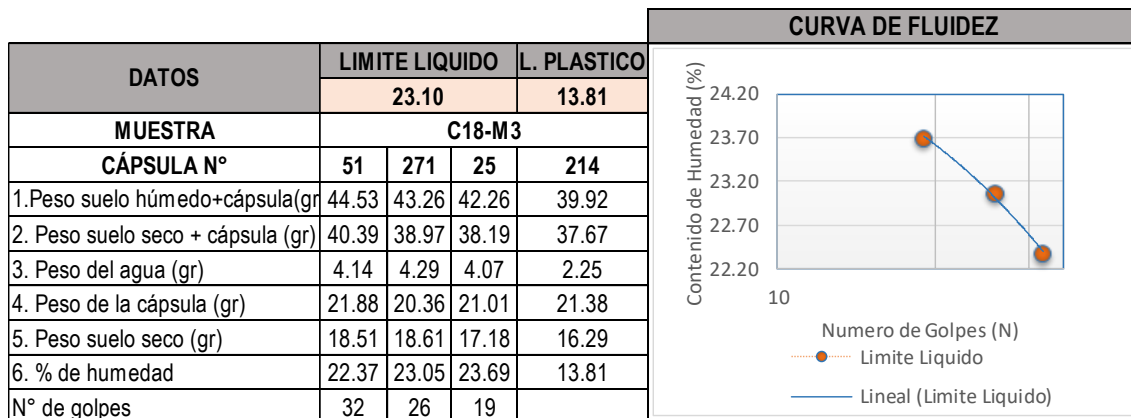 DATOS LIMITE LIQUIDO L. PLASTICO
23.10 13.81
MUESTRA C18-M3
CÁPSULA N° 51 271 25 214
1.Peso suelo húmedo+cápsula(gr 44.53 43.26 42.26 39.92
2. Peso suelo seco + cápsula (gr) 40.39 38.97 38.19 37.67
3. Peso del agua (gr) 4.14 4.29 4.07 2.25
4. Peso de la cápsula (gr) 21.88 20.36 21.01 21.38
5. Peso suelo seco (gr) 18.51 18.61 17.18 16.29
6. % de humedad 22.37 23.05 23.69 13.81
N° de golpes 32 26 19
CURVA DE FLUIDEZ
Contenido de Humedad (%)
24.20
23.70
23.20
22.70
22.20
10
Numero de Golpes (N)
Limite Liquido
Lineal (Limite Liquido)